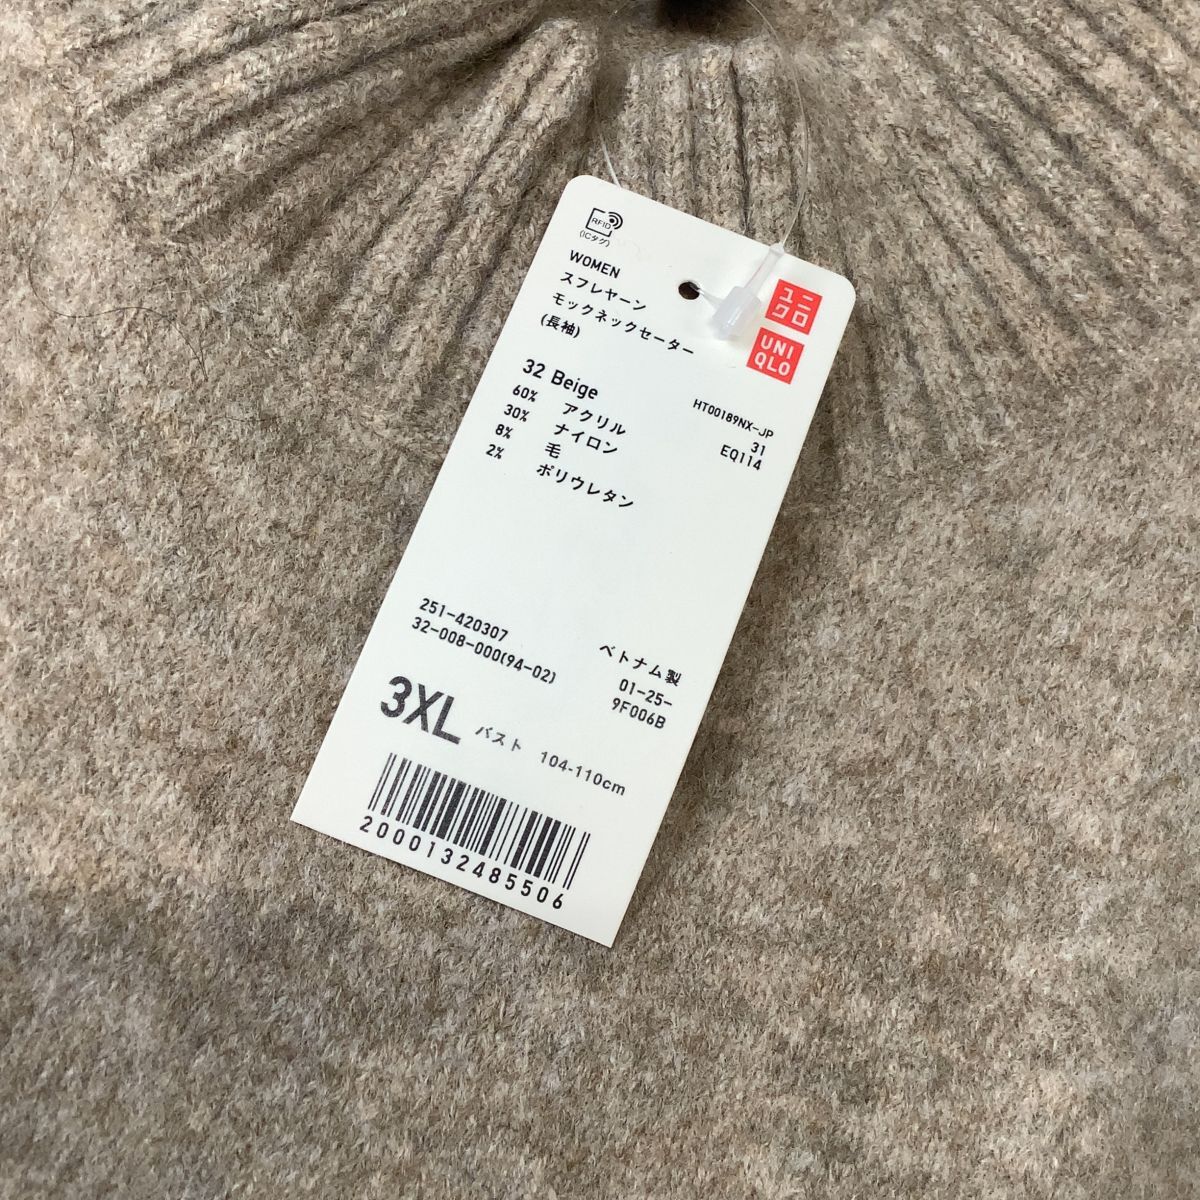 RFID
(ICタグ)
WOMEN
スフレヤーン
モックネックセーター
(長袖)
ユニ
クロ
UNI
QLO
32 Beige
HT00189NX-JP
31
EQ114
60% アクリル
30% ナイロン
8% 毛
2% ポリウレタン
251-420307
32-008-000(94-02)
ベトナム製
01-25-
9F006B
3XL バスト 104-110cm
2000132485506